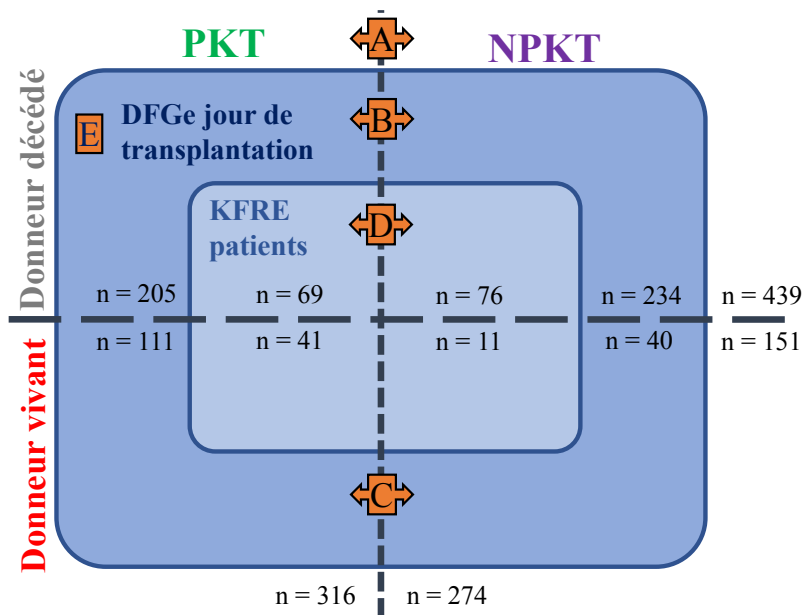 PKT
A
NPKT
Donneur décédé
E
DFGe jour de
transplantation
B
KFRE
patients
D
n = 205
n = 69
n = 76
n = 234
n = 439
n = 111
n = 41
n = 11
n = 40
n = 151
Donneur vivant
C
n = 316
n = 274